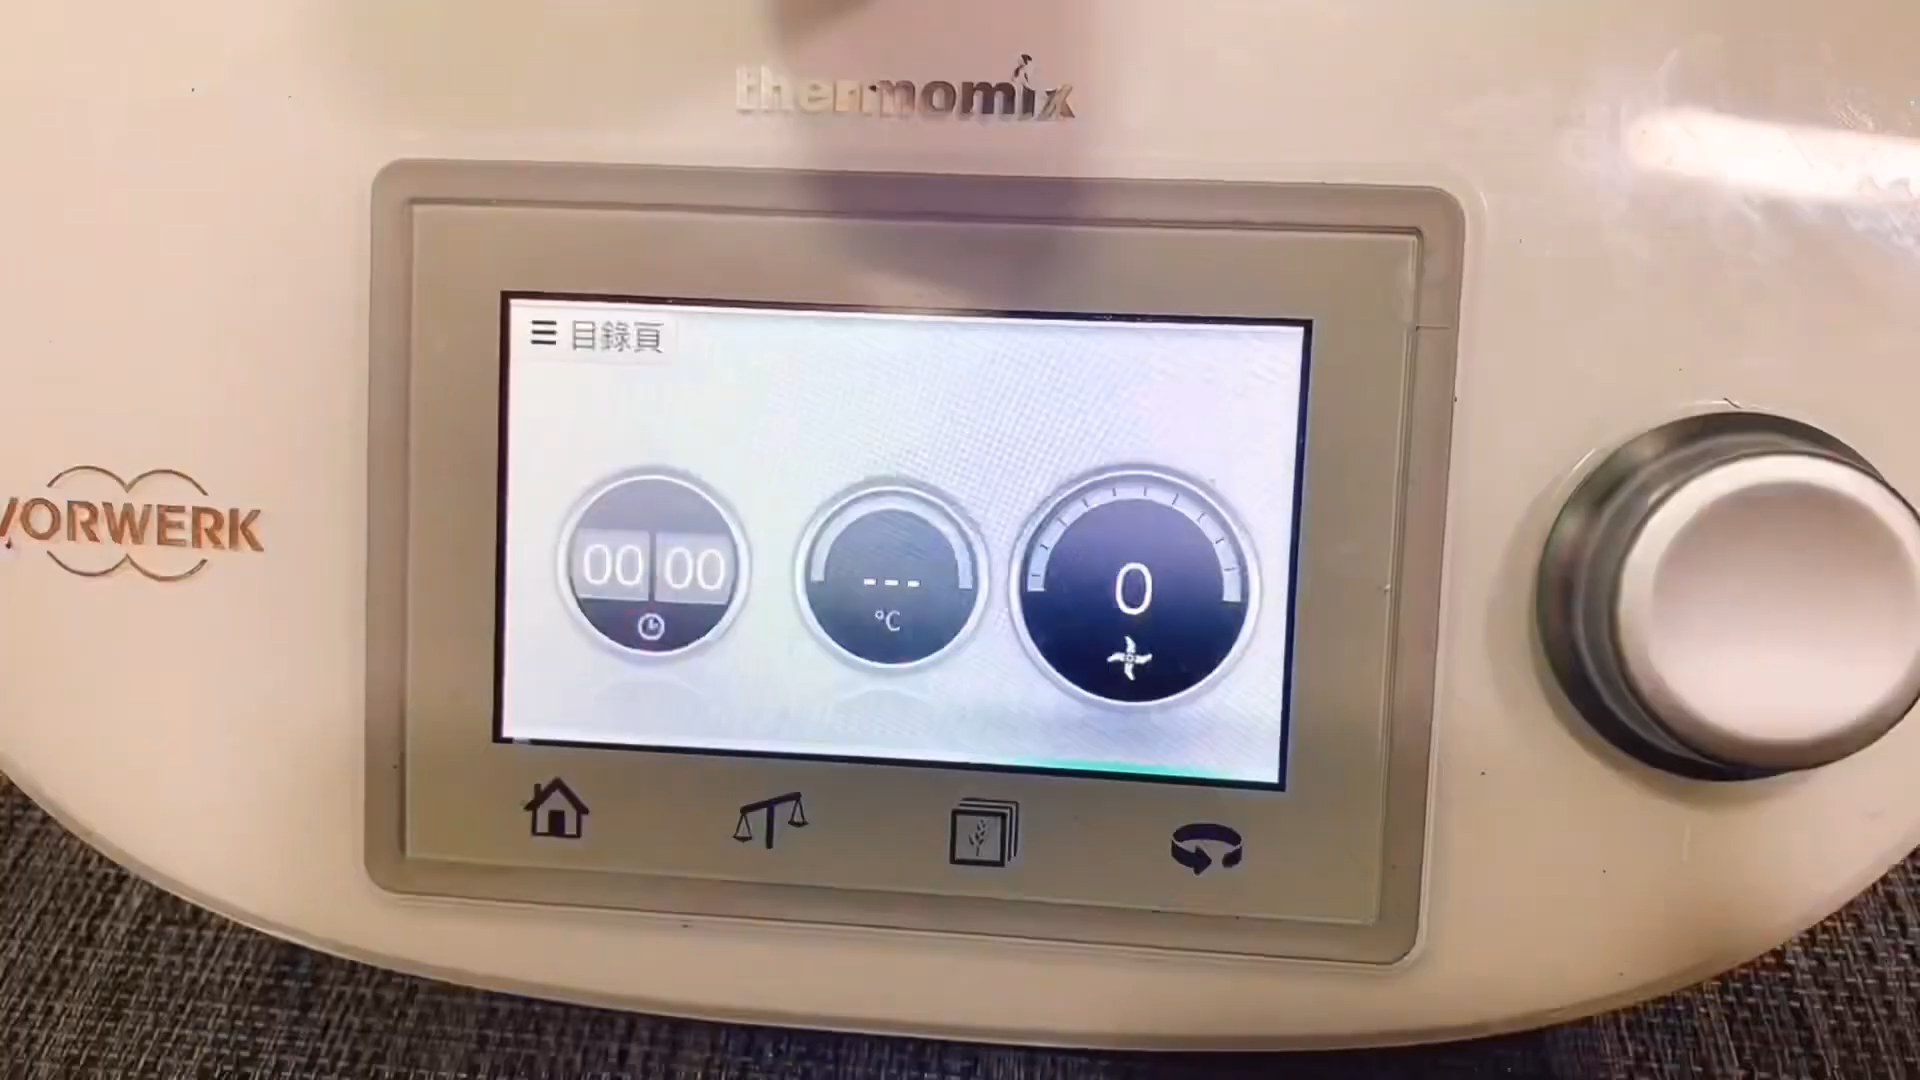 thermomix
目錄頁
VORWERK
00 00
---
°C
0